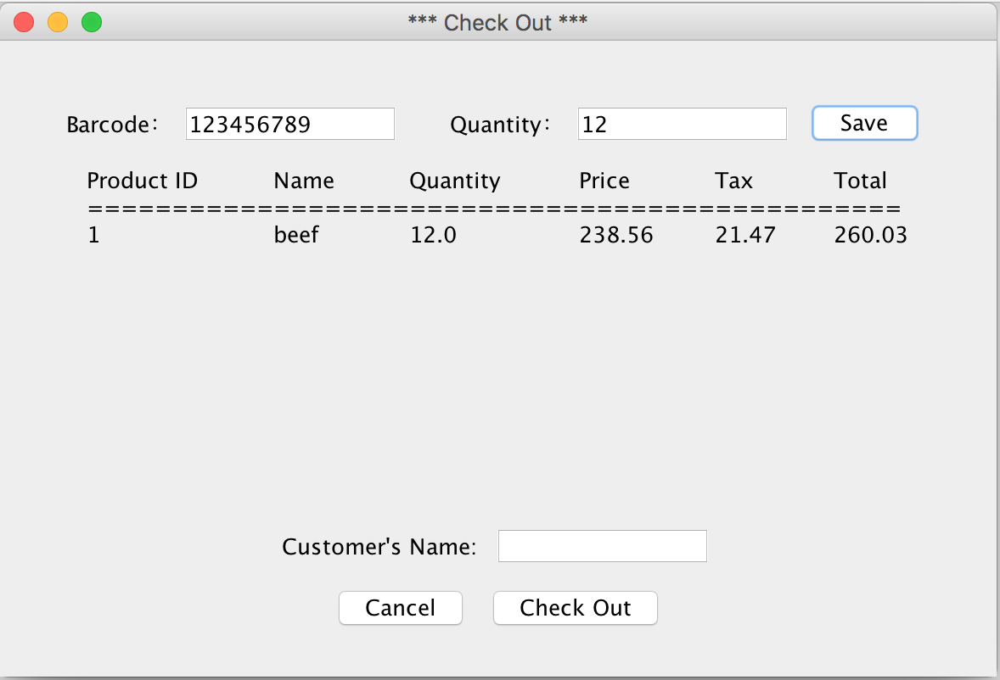 *** Check Out ***
Barcode: 123456789 Quantity: 12 Save
Product ID Name Quantity Price Tax Total
================================================
1 beef 12.0 238.56 21.47 260.03
Customer's Name:
Cancel Check Out